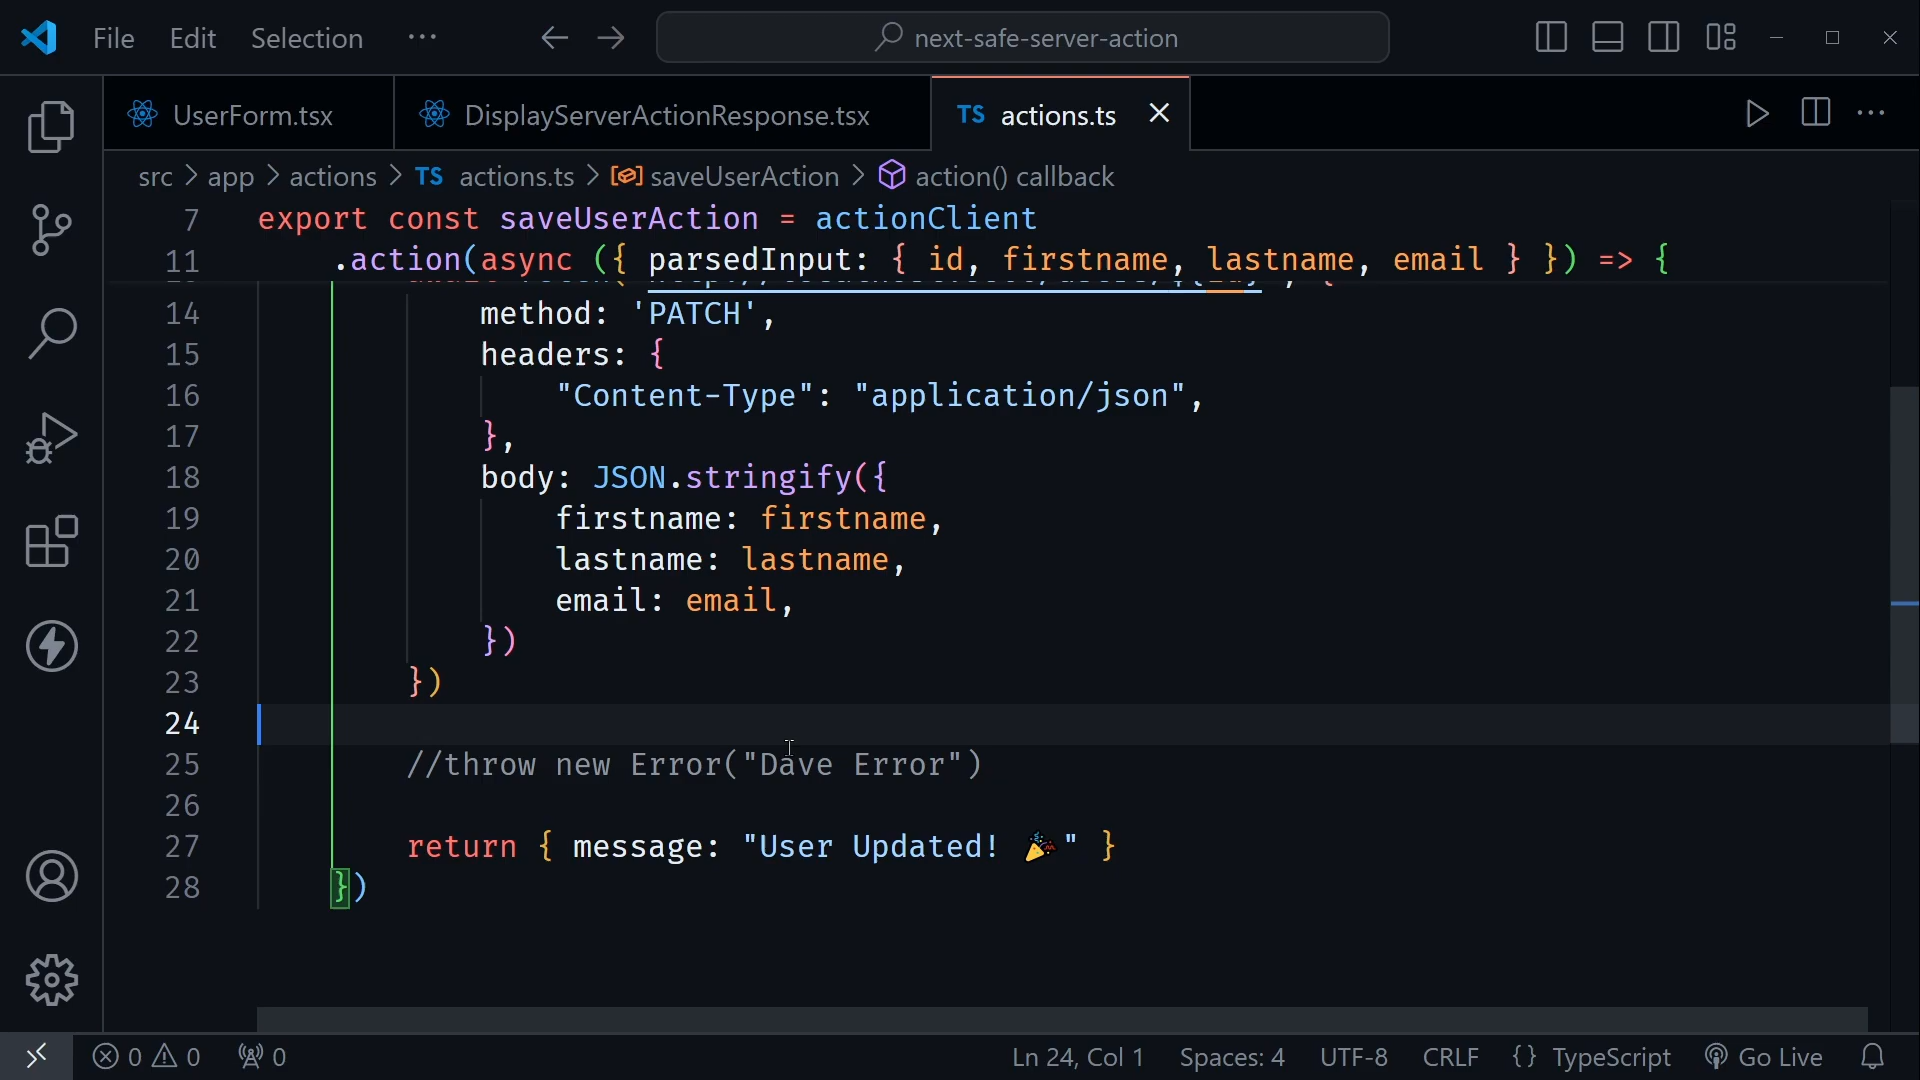 File Edit Selection ··· next-safe-server-action
UserForm.tsx DisplayServerActionResponse.tsx TS actions.ts
src > app > actions > TS actions.ts > saveUserAction > action() callback
7 export const saveUserAction = actionClient
11 .action(async ({ parsedInput: { id, firstname, lastname, email } }) => {
14 method: 'PATCH',
15 headers: {
16 "Content-Type": "application/json",
17 },
18 body: JSON.stringify({
19 firstname: firstname,
20 lastname: lastname,
21 email: email,
22 })
23 })
24
25 //throw new Error("Dave Error")
26
27 return { message: "User Updated! 🎉" }
28 })
0 0 0 Ln 24, Col 1 Spaces: 4 UTF-8 CRLF {} TypeScript Go Live